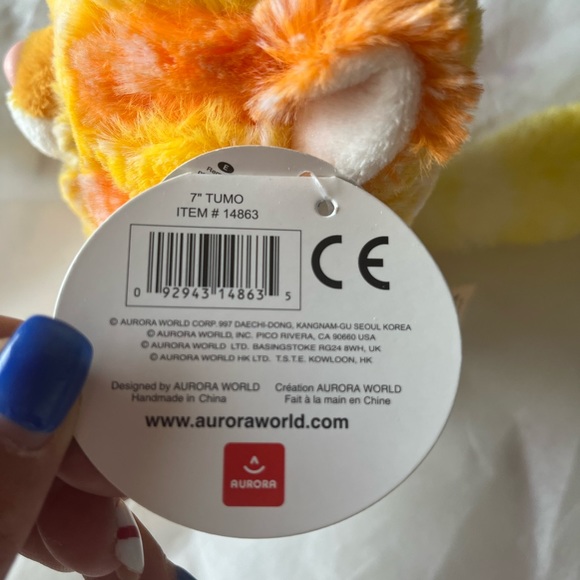 7" TUMO
ITEM # 14863
0 92943 14863 5
CE
© AURORA WORLD CORP. 997 DAECHI-DONG, KANGNAM-GU SEOUL KOREA
© AURORA WORLD, INC. PICO RIVERA, CA 90660 USA
© AURORA WORLD LTD. BASINGSTOKE RG24 8WH, UK
© AURORA WORLD HK LTD. T.S.T.E. KOWLOON, HK
Designed by AURORA WORLD
Handmade in China
Création AURORA WORLD
Fait à la main en Chine
www.auroraworld.com
AURORA